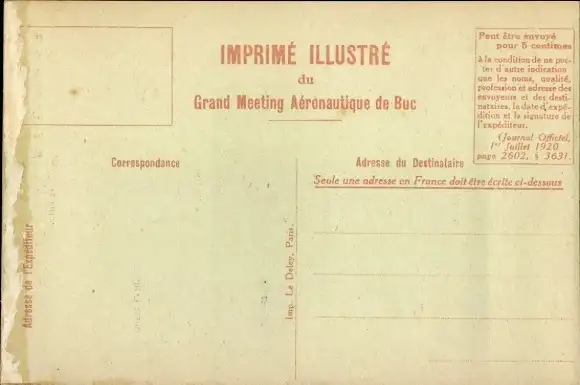 IMPRIMÉ ILLUSTRÉ
du
Grand Meeting Aéronautique de Buc
Peut être envoyé
pour 5 centimes
à la condition de ne por-
ter d'autre indication
que les noms, qualité,
profession et adresse des
envoyeurs et des desti-
nataires, la date d'expé-
dition et la signature de
l'expéditeur.
(Journal Officiel,
1er Juillet 1920
page 2602, § 3631.
Correspondance
Adresse du Destinataire
Seule une adresse en France doit être écrite ci-dessous
Adresse de l'Expéditeur
Imp. Le Deley, Paris.